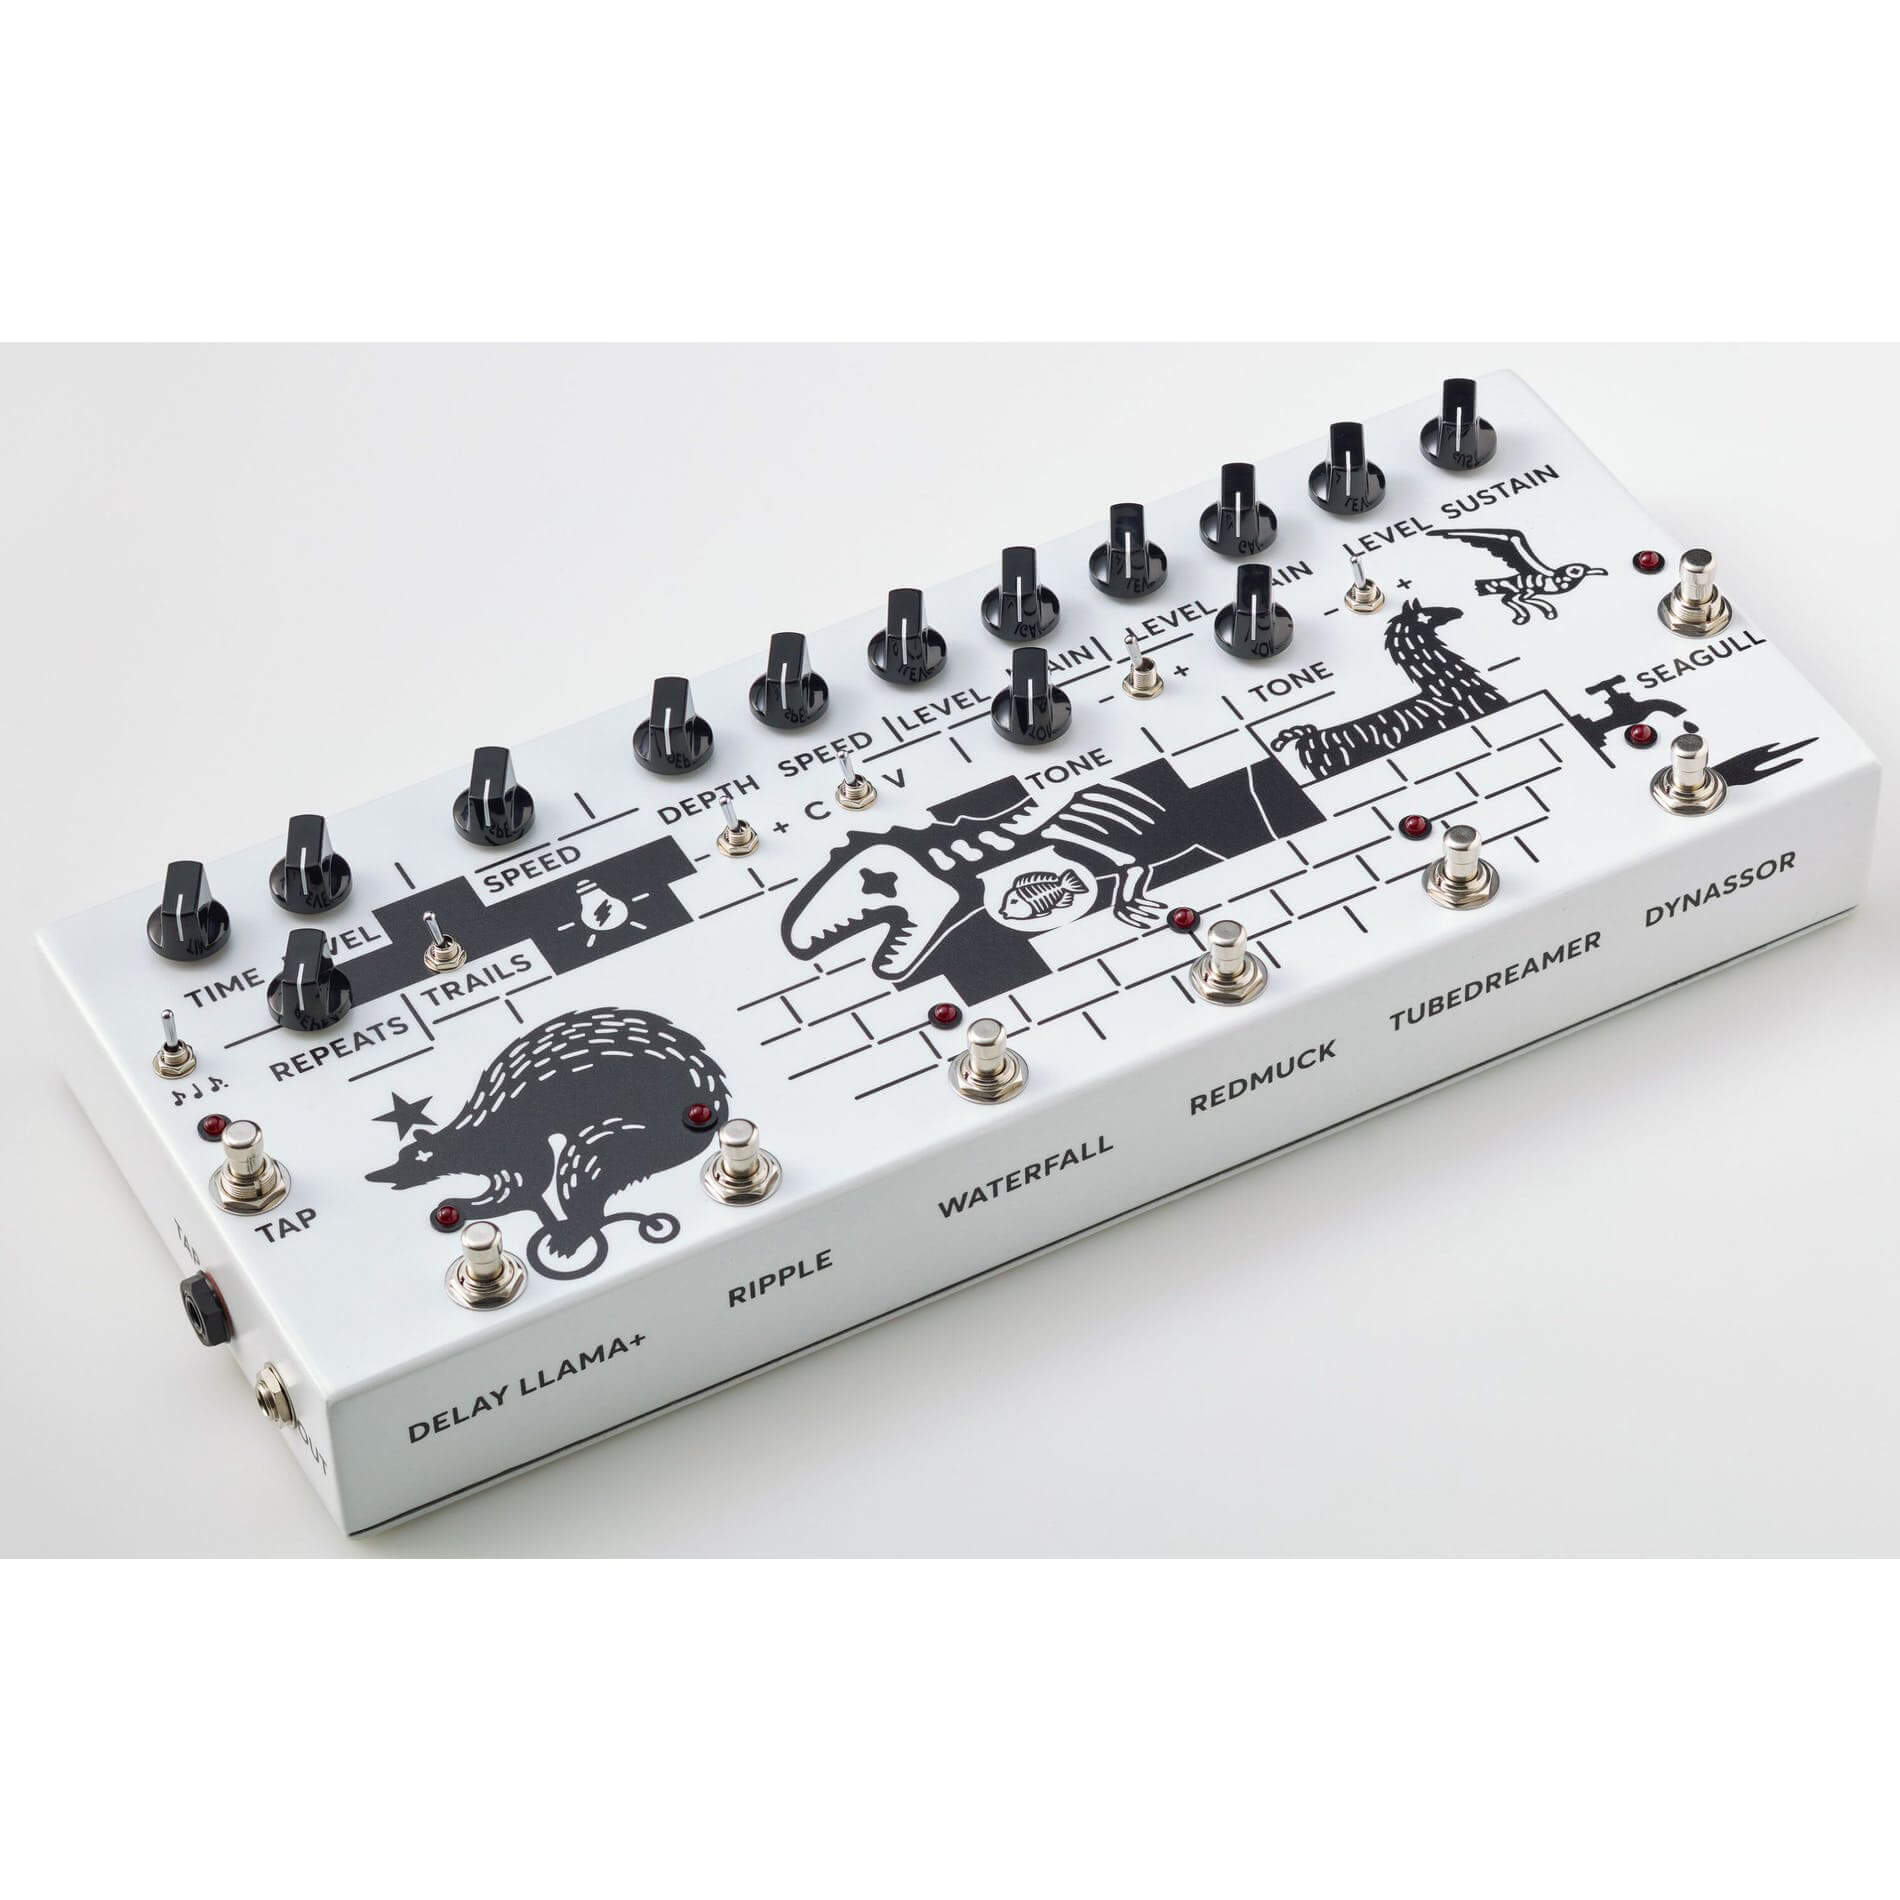 LEVEL SUSTAIN
LEVEL
- +
SEAGULL
LEVEL
- +
TONE
DEPTH SPEED
- + C V
TONE
SPEED
TIME
TRAILS
REPEATS
TAP
TAP
OUT
DELAY LLAMA+
RIPPLE
WATERFALL
REDMUCK
TUBEDREAMER
DYNASSOR